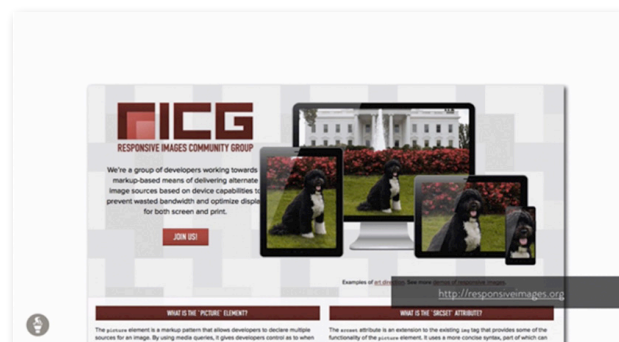 RICG
RESPONSIVE IMAGES COMMUNITY GROUP
We're a group of developers working towards
markup-based means of delivering alternate
image sources based on device capabilities to
prevent wasted bandwidth and optimize display
for both screen and print.
JOIN US!
Examples of art direction. See more demos of responsive images.
http://responsiveimages.org
WHAT IS THE 'PICTURE' ELEMENT?
The picture element is a markup pattern that allows developers to declare multiple
sources for an image. By using media queries, it gives developers control as to when
WHAT IS THE 'SRCSET' ATTRIBUTE?
The srcset attribute is an extension to the existing img tag that provides some of the
functionality of the picture element. It uses a more concise syntax, part of which can